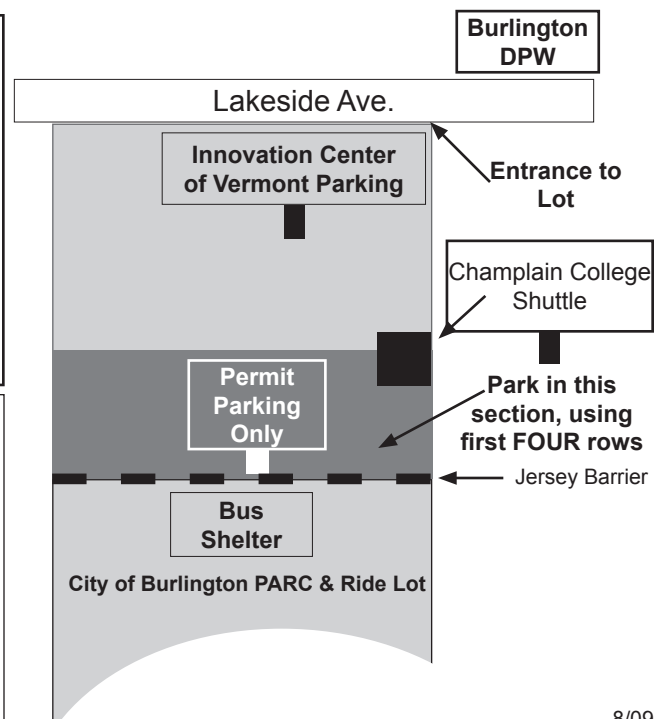 Burlington
DPW
Lakeside Ave.
Innovation Center
of Vermont Parking
Entrance to
Lot
Champlain College
Shuttle
Permit
Parking
Only
Park in this
section, using
first FOUR rows
Jersey Barrier
Bus
Shelter
City of Burlington PARC & Ride Lot
8/09